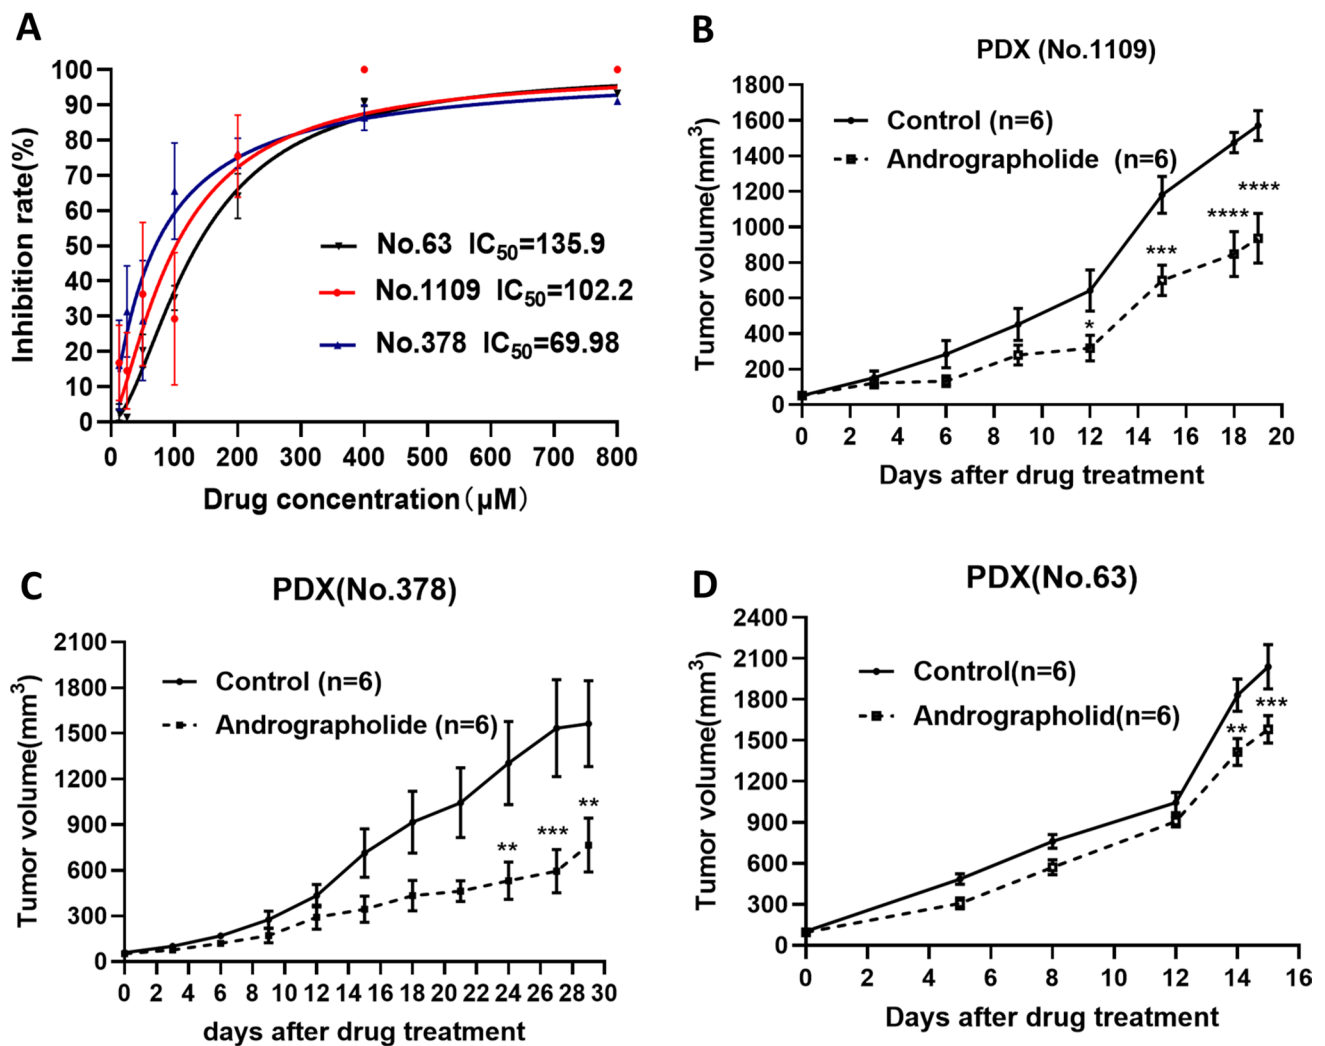 A
100
90
80
70
60
50
40
30
20
10
0
Inhibition rate(%)
No.63 IC50=135.9
No.1109 IC50=102.2
No.378 IC50=69.98
0 100 200 300 400 500 600 700 800
Drug concentration（μM）
B
PDX (No.1109)
1800
1600
1400
1200
1000
800
600
400
200
0
Tumor volume(mm3)
Control (n=6)
Andrographolide (n=6)
****
****
***
*
0 2 4 6 8 10 12 14 16 18 20
Days after drug treatment
C
PDX(No.378)
2100
1800
1500
1200
900
600
300
0
Tumor volume(mm3)
Control (n=6)
Andrographolide (n=6)
**
***
**
0 2 4 6 8 10 12 14 16 18 20 22 24 26 28 30
days after drug treatment
D
PDX(No.63)
2400
2100
1800
1500
1200
900
600
300
0
Tumor volume(mm3)
Control(n=6)
Andrographolid(n=6)
***
**
0 2 4 6 8 10 12 14 16
Days after drug treatment